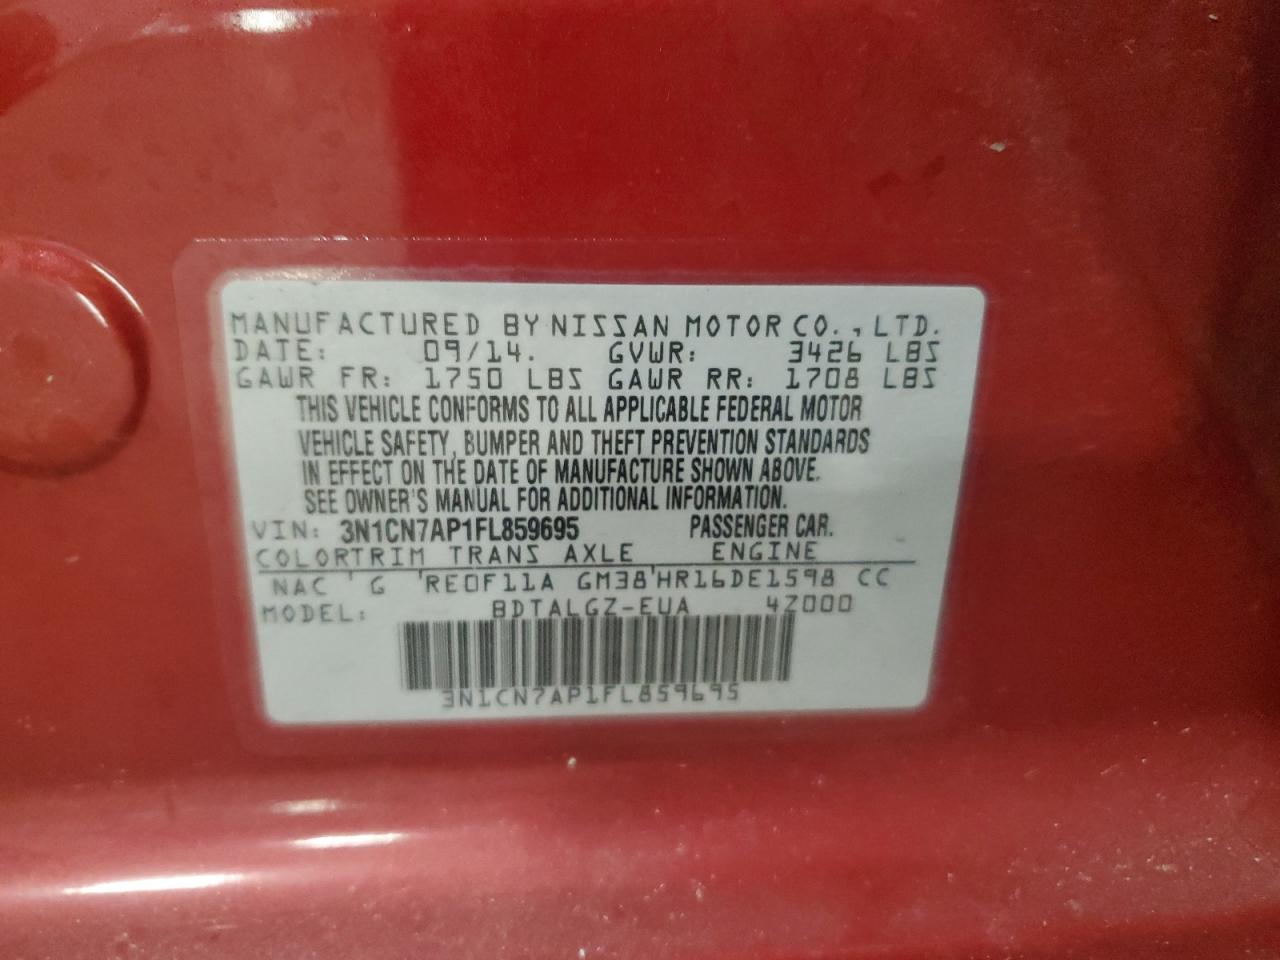 MANUFACTURED BY NISSAN MOTOR CO., LTD.
DATE: 09/14. GVWR: 3426 LBS
GAWR FR: 1750 LBS GAWR RR: 1708 LBS
THIS VEHICLE CONFORMS TO ALL APPLICABLE FEDERAL MOTOR
VEHICLE SAFETY, BUMPER AND THEFT PREVENTION STANDARDS
IN EFFECT ON THE DATE OF MANUFACTURE SHOWN ABOVE.
SEE OWNER'S MANUAL FOR ADDITIONAL INFORMATION.
VIN: 3N1CN7AP1FL859695 PASSENGER CAR.
COLOR TRIM TRANS AXLE ENGINE
NAC ' G 'RE0F11A GM38'HR16DE1598 CC
MODEL: BDTALGZ-EUA 4Z000
3N1CN7AP1FL859695